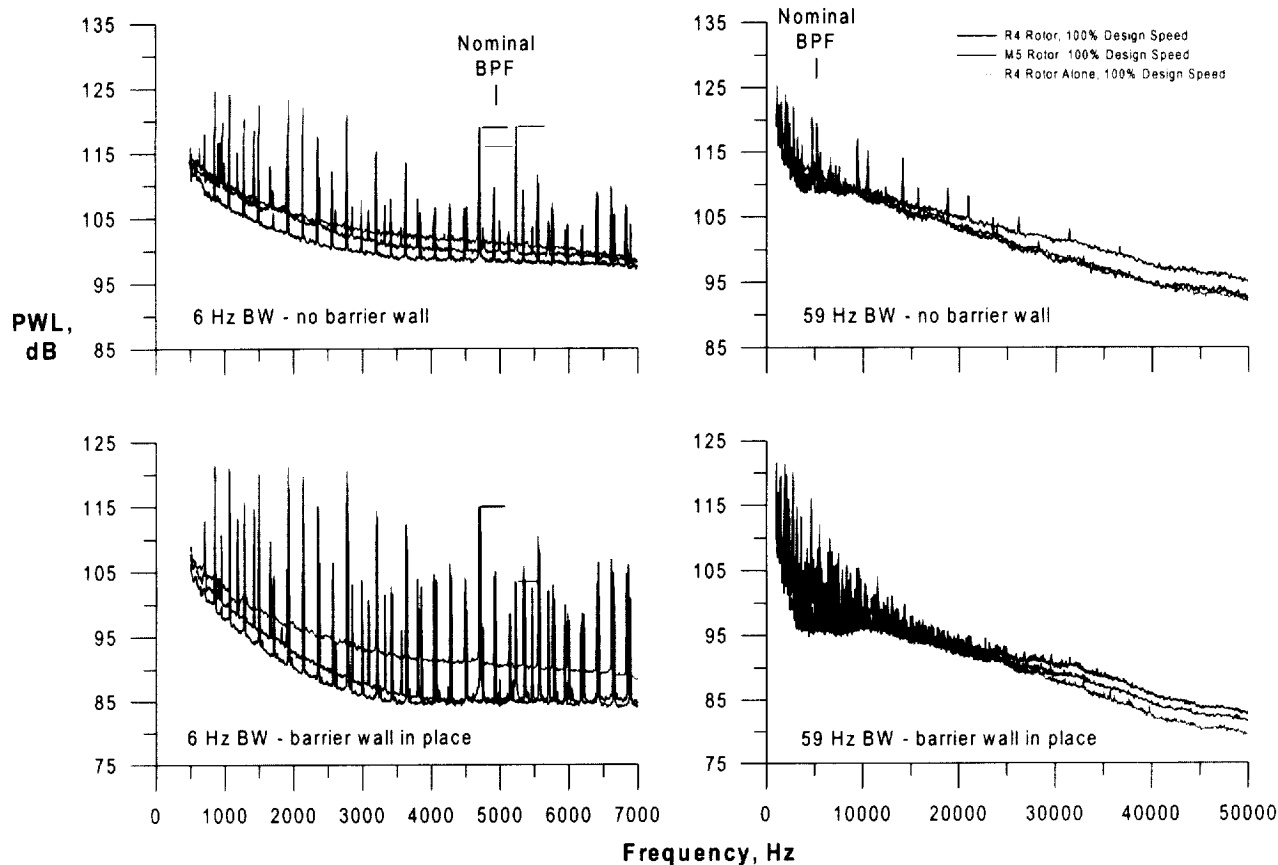 135
125
115
105
95
85
Nominal
BPF
6 Hz BW - no barrier wall
135
125
115
105
95
85
Nominal
BPF
R4 Rotor, 100% Design Speed
M5 Rotor, 100% Design Speed
R4 Rotor Alone, 100% Design Speed
59 Hz BW - no barrier wall
PWL,
dB
125
115
105
95
85
75
6 Hz BW - barrier wall in place
0 1000 2000 3000 4000 5000 6000 7000
125
115
105
95
85
75
59 Hz BW - barrier wall in place
0 10000 20000 30000 40000 50000
Frequency, Hz